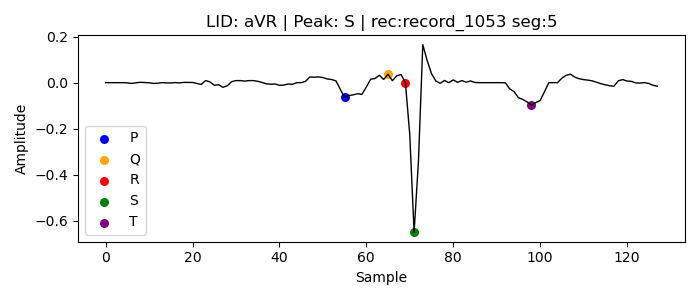 LID: aVR | Peak: S | rec:record_1053 seg:5
Amplitude
0.2
0.0
−0.2
−0.4
−0.6
P
Q
R
S
T
0 20 40 60 80 100 120
Sample